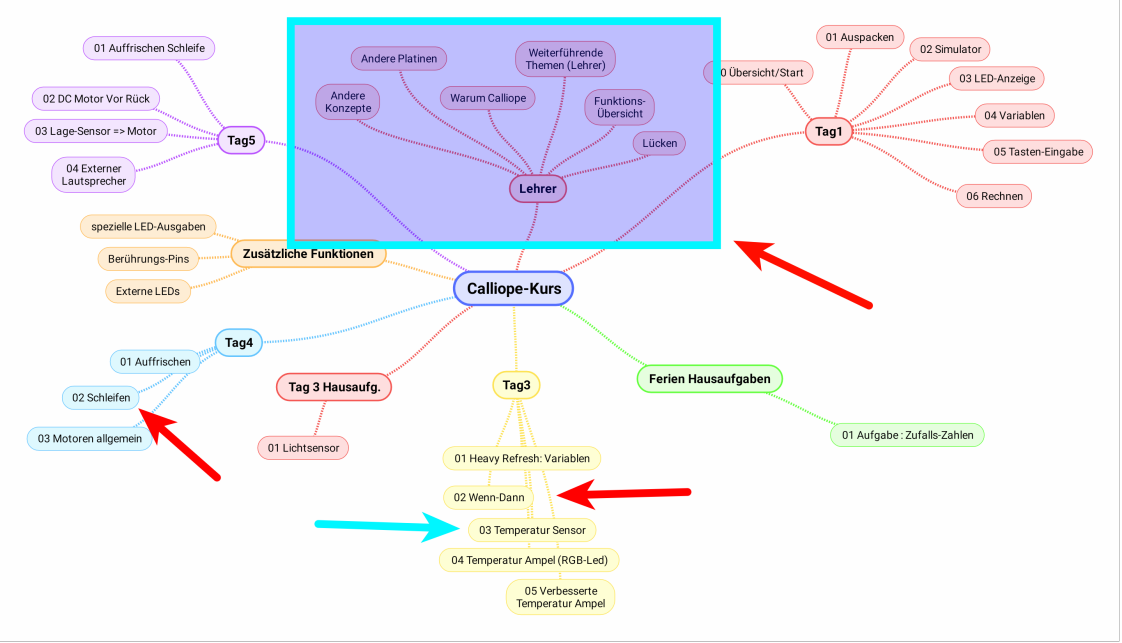 01 Auffrischen Schleife
02 DC Motor Vor Rück
03 Lage-Sensor => Motor
04 Externer
Lautsprecher
Tag5
Andere Platinen
Weiterführende
Themen (Lehrer)
Andere
Konzepte
Warum Calliope
Funktions-
Übersicht
Lücken
Lehrer
0 Übersicht/Start
01 Auspacken
02 Simulator
03 LED-Anzeige
04 Variablen
05 Tasten-Eingabe
06 Rechnen
Tag1
spezielle LED-Ausgaben
Berührungs-Pins
Externe LEDs
Zusätzliche Funktionen
Calliope-Kurs
Tag4
01 Auffrischen
02 Schleifen
03 Motoren allgemein
Tag 3 Hausaufg.
01 Lichtsensor
Tag3
01 Heavy Refresh: Variablen
02 Wenn-Dann
03 Temperatur Sensor
04 Temperatur Ampel (RGB-Led)
05 Verbesserte
Temperatur Ampel
Ferien Hausaufgaben
01 Aufgabe : Zufalls-Zahlen